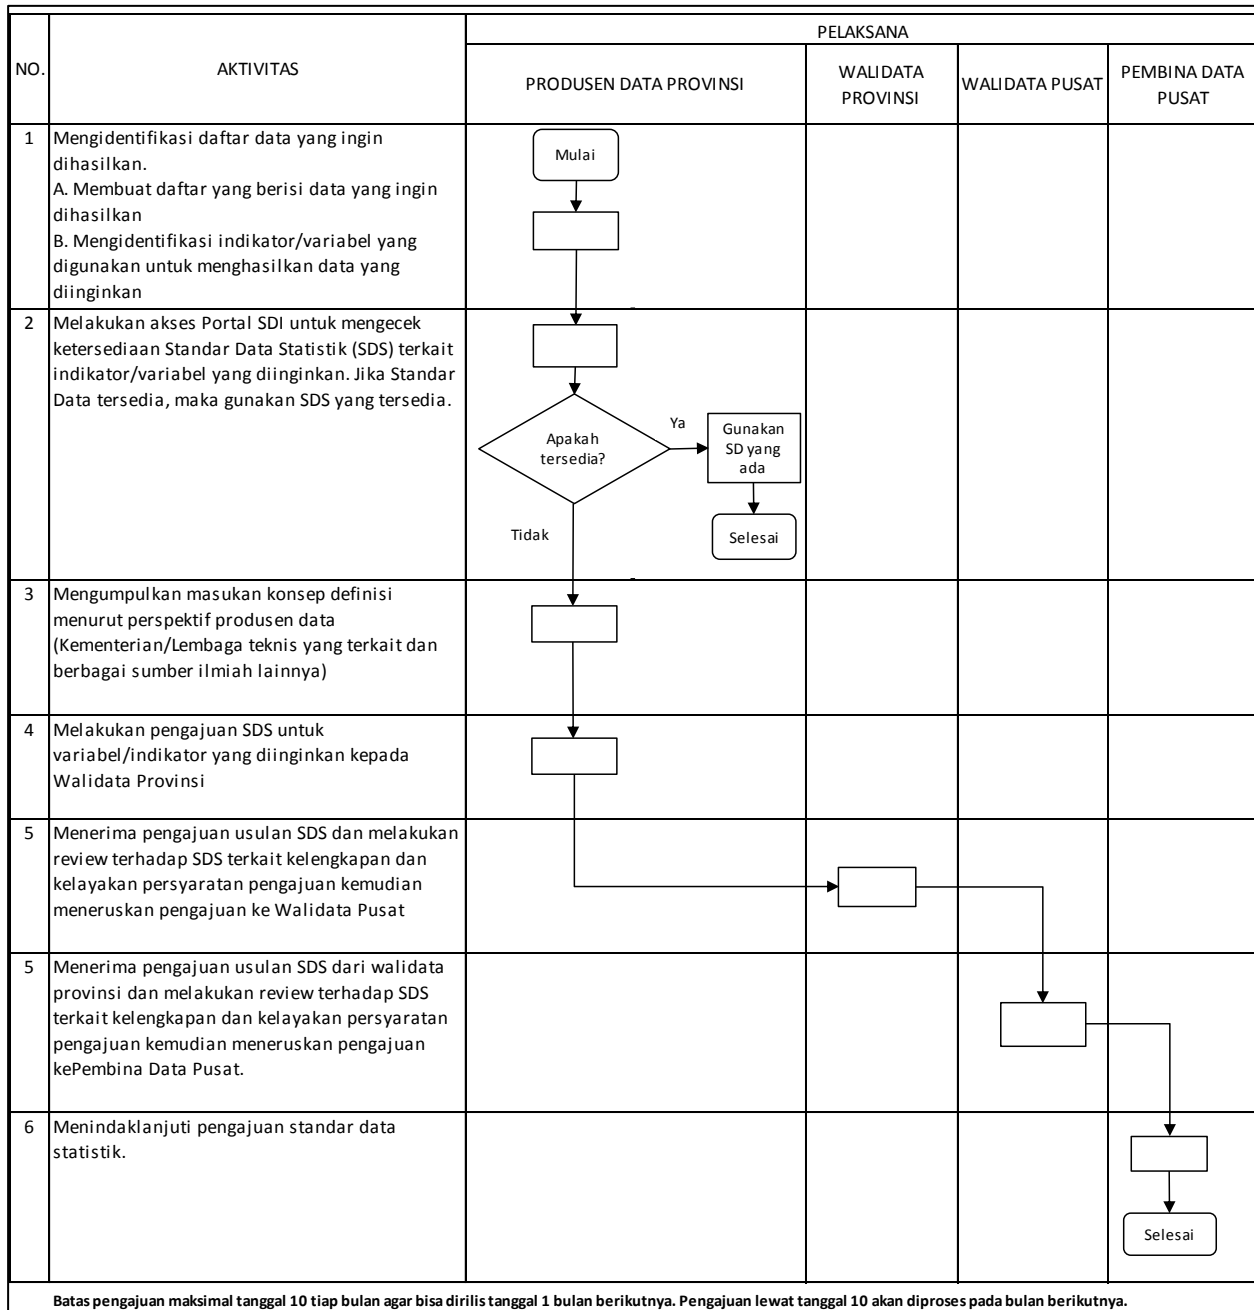 PELAKSANA
NO.
AKTIVITAS
PRODUSEN DATA PROVINSI
WALIDATA
PROVINSI
WALIDATA PUSAT
PEMBINA DATA
PUSAT
1
Mengidentifikasi daftar data yang ingin
dihasilkan.
A. Membuat daftar yang berisi data yang ingin
dihasilkan
B. Mengidentifikasi indikator/variabel yang
digunakan untuk menghasilkan data yang
diinginkan
Mulai
2
Melakukan akses Portal SDI untuk mengecek
ketersediaan Standar Data Statistik (SDS) terkait
indikator/variabel yang diinginkan. Jika Standar
Data tersedia, maka gunakan SDS yang tersedia.
Apakah
tersedia?
Ya
Gunakan
SD yang
ada
Tidak
Selesai
3
Mengumpulkan masukan konsep definisi
menurut perspektif produsen data
(Kementerian/Lembaga teknis yang terkait dan
berbagai sumber ilmiah lainnya)
4
Melakukan pengajuan SDS untuk
variabel/indikator yang diinginkan kepada
Walidata Provinsi
5
Menerima pengajuan usulan SDS dan melakukan
review terhadap SDS terkait kelengkapan dan
kelayakan persyaratan pengajuan kemudian
meneruskan pengajuan ke Walidata Pusat
5
Menerima pengajuan usulan SDS dari walidata
provinsi dan melakukan review terhadap SDS
terkait kelengkapan dan kelayakan persyaratan
pengajuan kemudian meneruskan pengajuan
kePembina Data Pusat.
6
Menindaklanjuti pengajuan standar data
statistik.
Selesai
Batas pengajuan maksimal tanggal 10 tiap bulan agar bisa dirilis tanggal 1 bulan berikutnya. Pengajuan lewat tanggal 10 akan diproses pada bulan berikutnya.